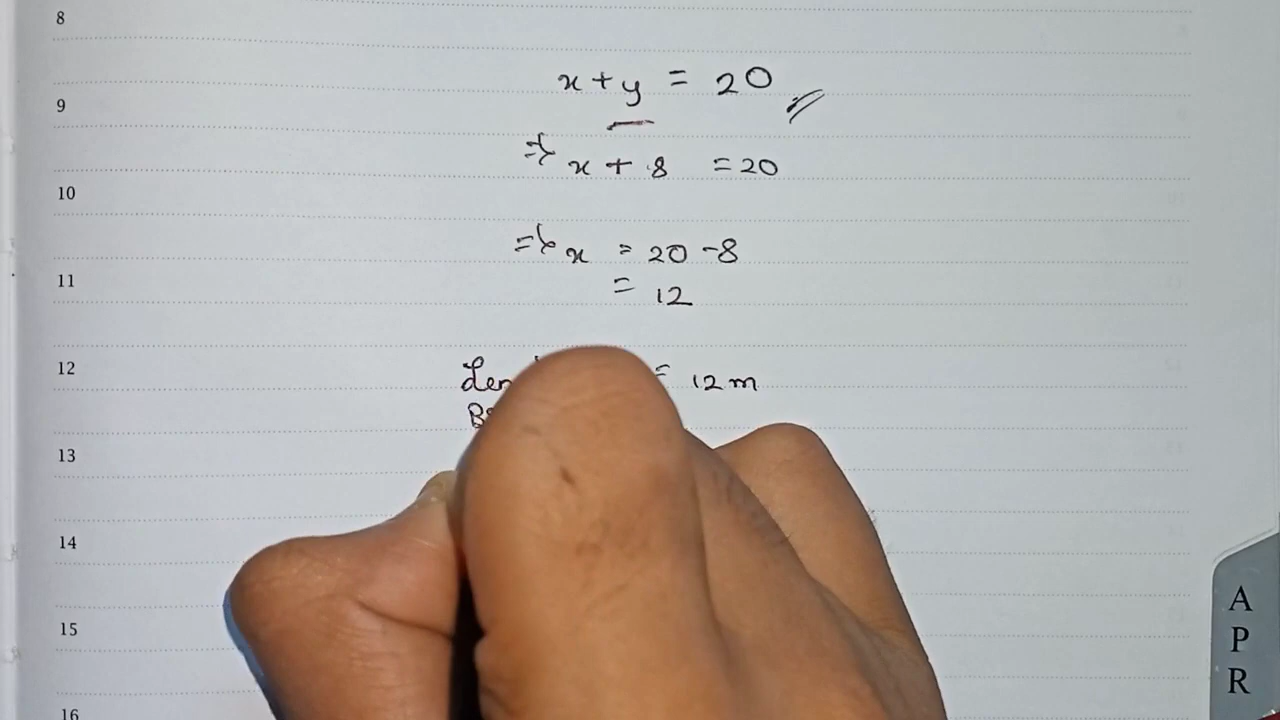 8
x + y = 20
9
=> x + 8 = 20
10
=> x = 20 - 8
11
= 12
12
= 12 m
13
14
15
16
A
P
R